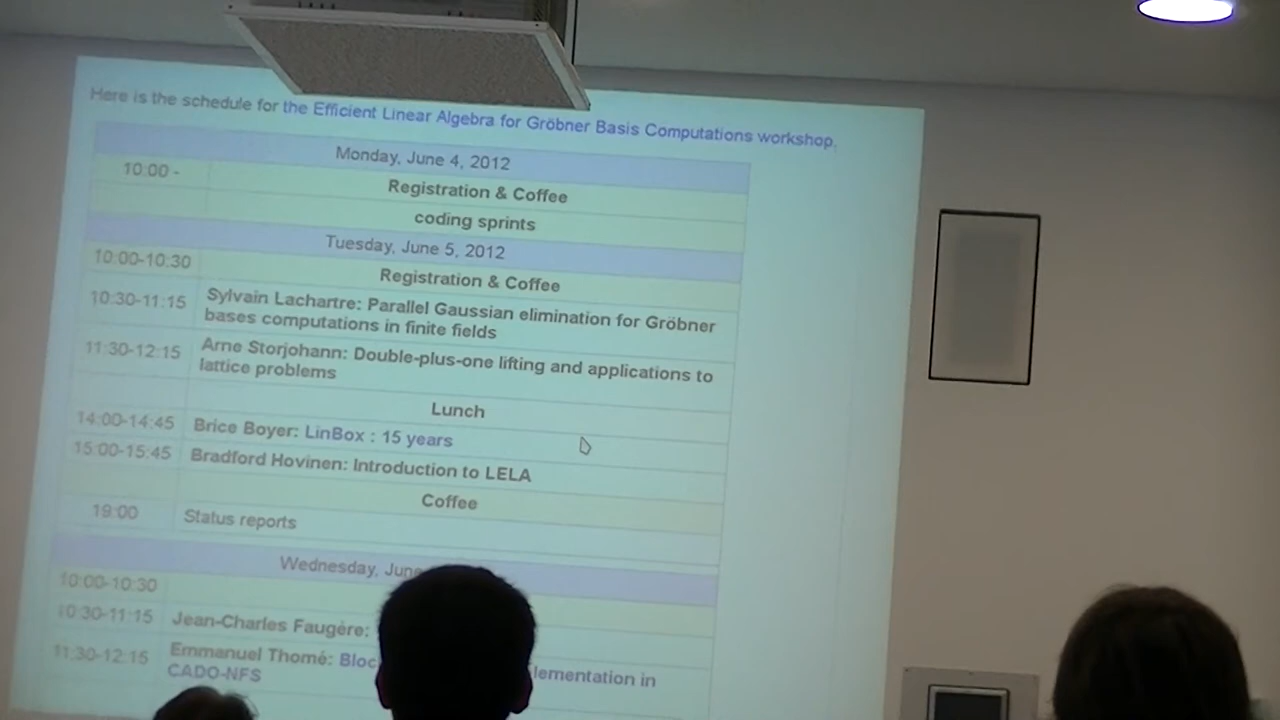 Here is the schedule for the Efficient Linear Algebra for Gröbner Basis Computations workshop.
Monday, June 4, 2012
10:00 - Registration & Coffee
coding sprints
Tuesday, June 5, 2012
10:00-10:30 Registration & Coffee
10:30-11:15 Sylvain Lachartre: Parallel Gaussian elimination for Gröbner
bases computations in finite fields
11:30-12:15 Arne Storjohann: Double-plus-one lifting and applications to
lattice problems
Lunch
14:00-14:45 Brice Boyer: LinBox : 15 years
15:00-15:45 Bradford Hovinen: Introduction to LELA
Coffee
19:00 Status reports
Wednesday, June
10:00-10:30
10:30-11:15 Jean-Charles Faugère:
11:30-12:15 Emmanuel Thomé: in
CADO-NFS